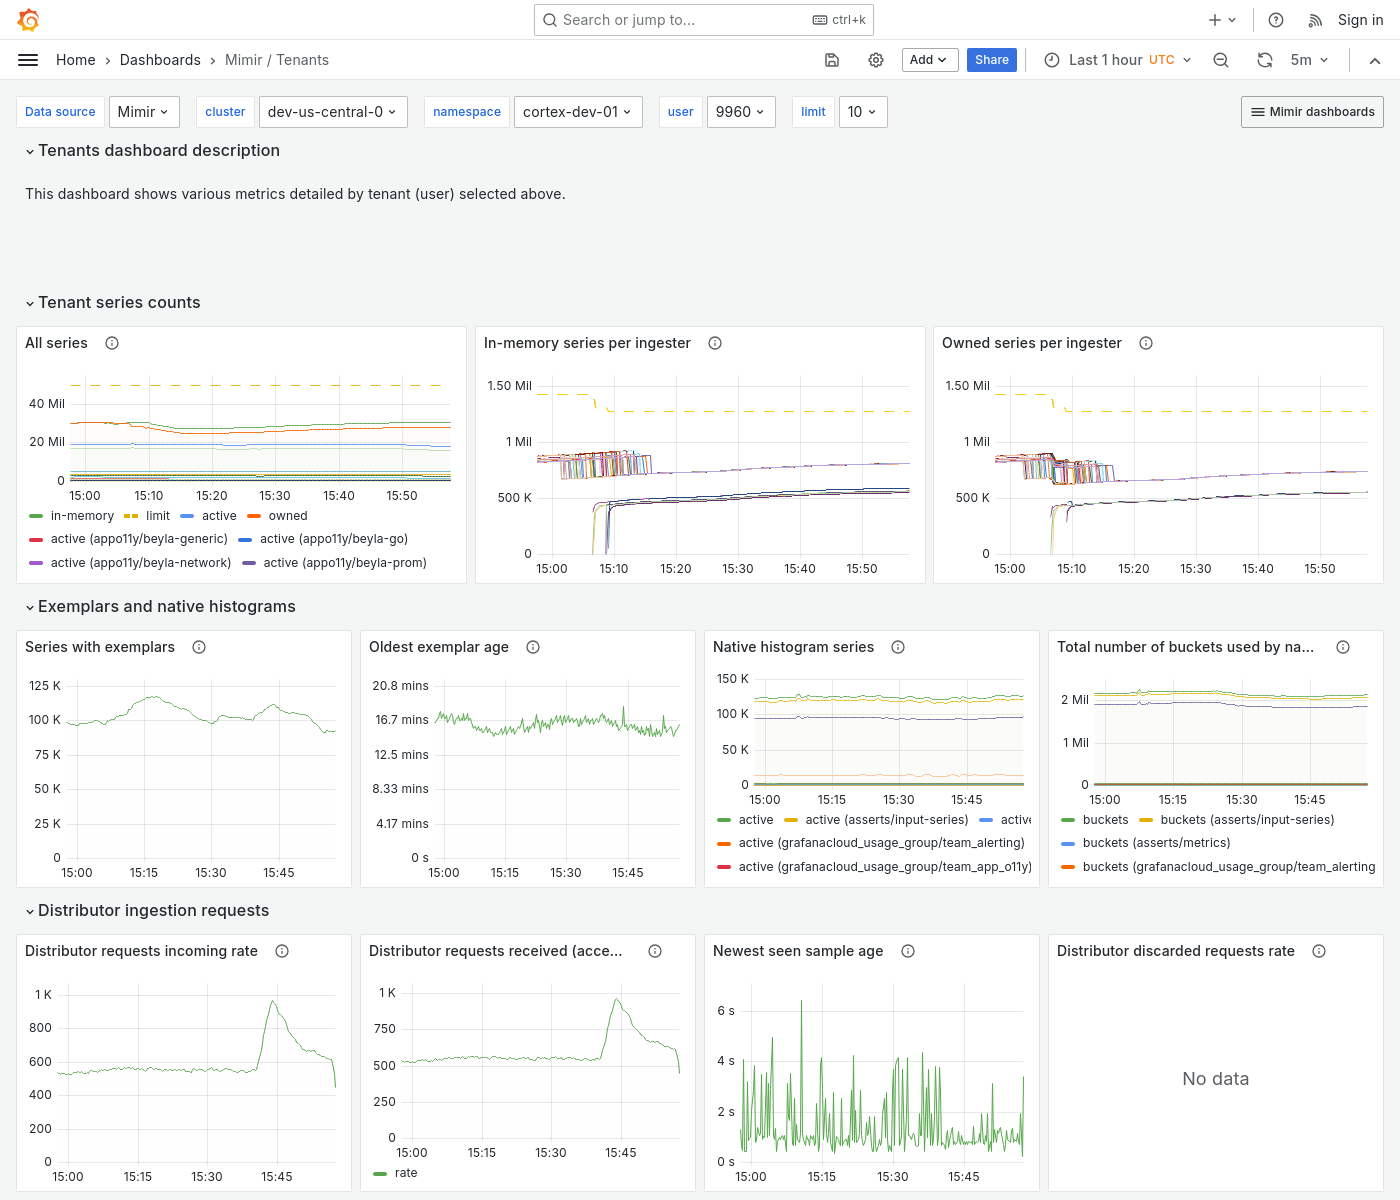 Search or jump to...
ctrl+k
Sign in
Home
Dashboards
Mimir / Tenants
Add
Share
Last 1 hour UTC
5m
Data source
Mimir
cluster
dev-us-central-0
namespace
cortex-dev-01
user
9960
limit
10
Mimir dashboards
Tenants dashboard description
This dashboard shows various metrics detailed by tenant (user) selected above.
Tenant series counts
All series
40 Mil
20 Mil
0
15:00 15:10 15:20 15:30 15:40 15:50
in-memory limit active owned
active (appo11y/beyla-generic) active (appo11y/beyla-go)
active (appo11y/beyla-network) active (appo11y/beyla-prom)
In-memory series per ingester
1.50 Mil
1 Mil
500 K
0
15:00 15:10 15:20 15:30 15:40 15:50
Owned series per ingester
1.50 Mil
1 Mil
500 K
0
15:00 15:10 15:20 15:30 15:40 15:50
Exemplars and native histograms
Series with exemplars
125 K
100 K
75 K
50 K
25 K
0
15:00 15:15 15:30 15:45
Oldest exemplar age
20.8 mins
16.7 mins
12.5 mins
8.33 mins
4.17 mins
0 s
15:00 15:15 15:30 15:45
Native histogram series
150 K
100 K
50 K
0
15:00 15:15 15:30 15:45
active active (asserts/input-series) active
active (grafanacloud_usage_group/team_alerting)
active (grafanacloud_usage_group/team_app_o11y)
Total number of buckets used by na...
2 Mil
1 Mil
0
15:00 15:15 15:30 15:45
buckets buckets (asserts/input-series)
buckets (asserts/metrics)
buckets (grafanacloud_usage_group/team_alerting
Distributor ingestion requests
Distributor requests incoming rate
1 K
800
600
400
200
0
15:00 15:15 15:30 15:45
Distributor requests received (acce...
1 K
750
500
250
0
15:00 15:15 15:30 15:45
rate
Newest seen sample age
6 s
4 s
2 s
0 s
15:00 15:15 15:30 15:45
Distributor discarded requests rate
No data